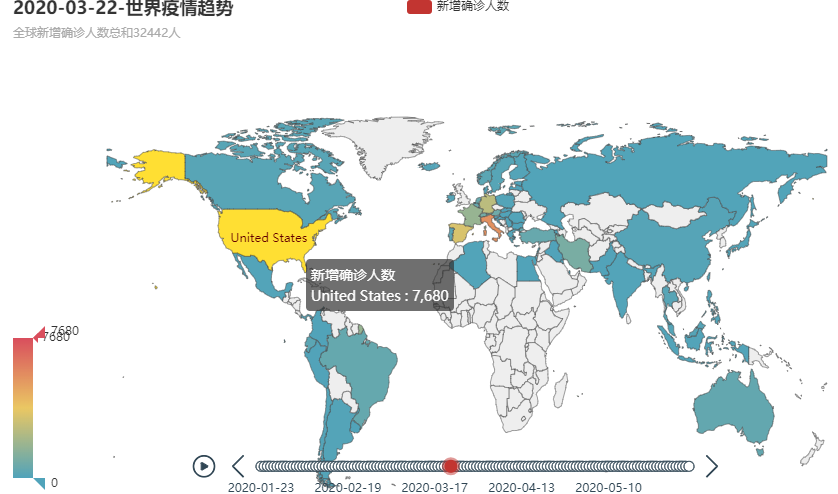 2020-03-22-世界疫情趋势
新增确诊人数
全球新增确诊人数总和32442人
United States
新增确诊人数
United States : 7,680
7680
7680
0
2020-01-23 2020-02-19 2020-03-17 2020-04-13 2020-05-10